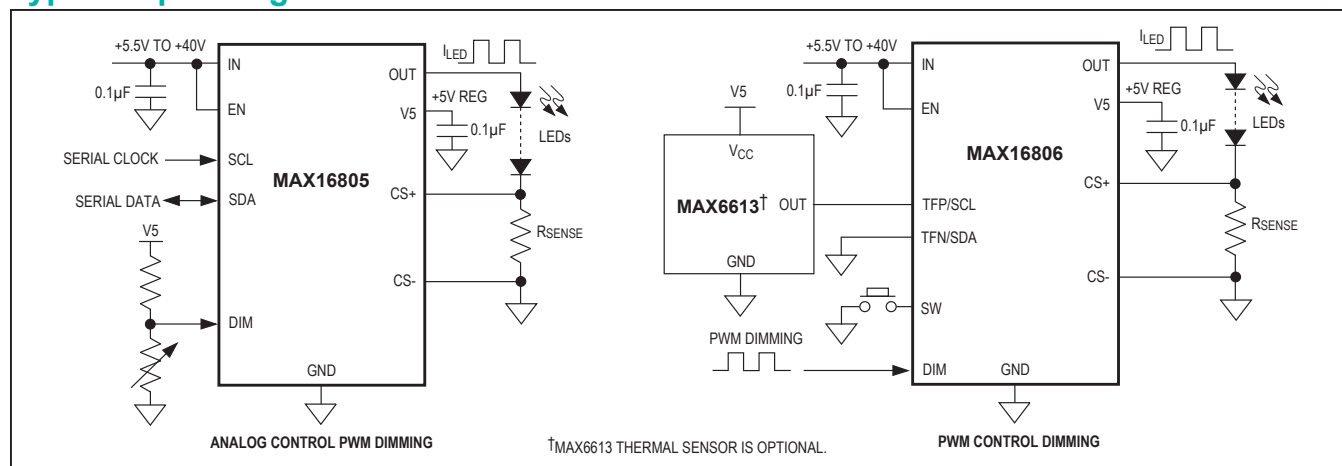 +5.5V TO +40V
0.1µF
IN
EN
SERIAL CLOCK
SCL
SERIAL DATA
SDA
V5
DIM
GND
MAX16805
OUT
V5
CS+
CS-
ILED
+5V REG
0.1µF
LEDs
RSENSE
ANALOG CONTROL PWM DIMMING
V5
VCC
MAX6613†
OUT
GND
+5.5V TO +40V
0.1µF
IN
EN
TFP/SCL
TFN/SDA
SW
PWM DIMMING
DIM
GND
MAX16806
OUT
V5
CS+
CS-
ILED
+5V REG
0.1µF
LEDs
RSENSE
†MAX6613 THERMAL SENSOR IS OPTIONAL.
PWM CONTROL DIMMING